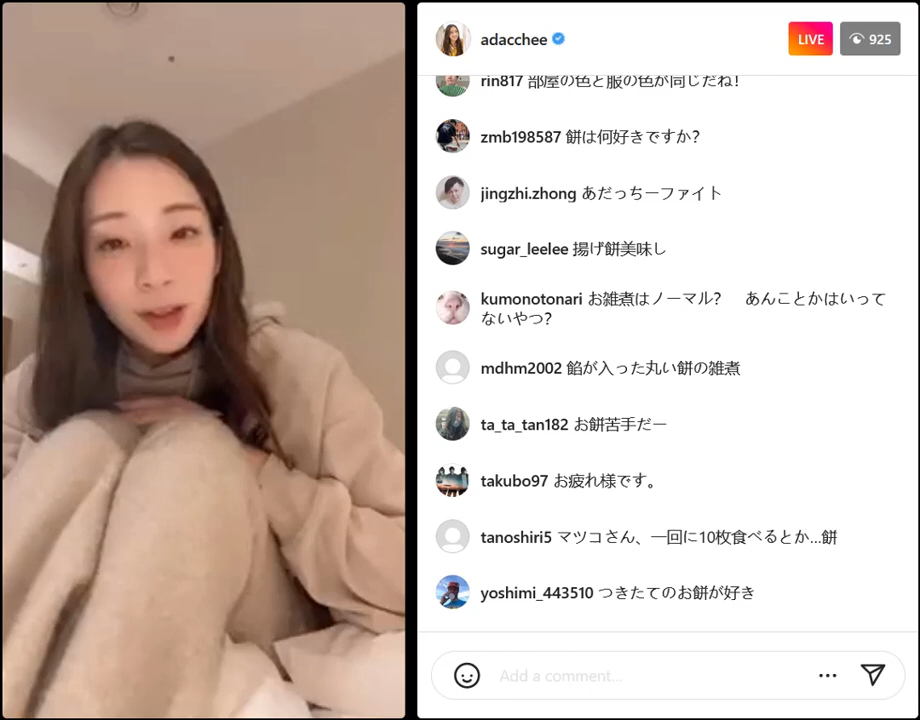 adacchee
LIVE
925
rin817 部屋の色と服の色が同じだね!
zmb198587 餅は何好きですか?
jingzhi.zhong あだっちーファイト
sugar_leelee 揚げ餅美味し
kumonotonari お雑煮はノーマル? あんことかはいって
ないやつ?
mdhm2002 餡が入った丸い餅の雑煮
ta_ta_tan182 お餅苦手だー
takubo97 お疲れ様です。
tanoshiri5 マツコさん、一回に10枚食べるとか...餅
yoshimi_443510 つきたてのお餅が好き
Add a comment...